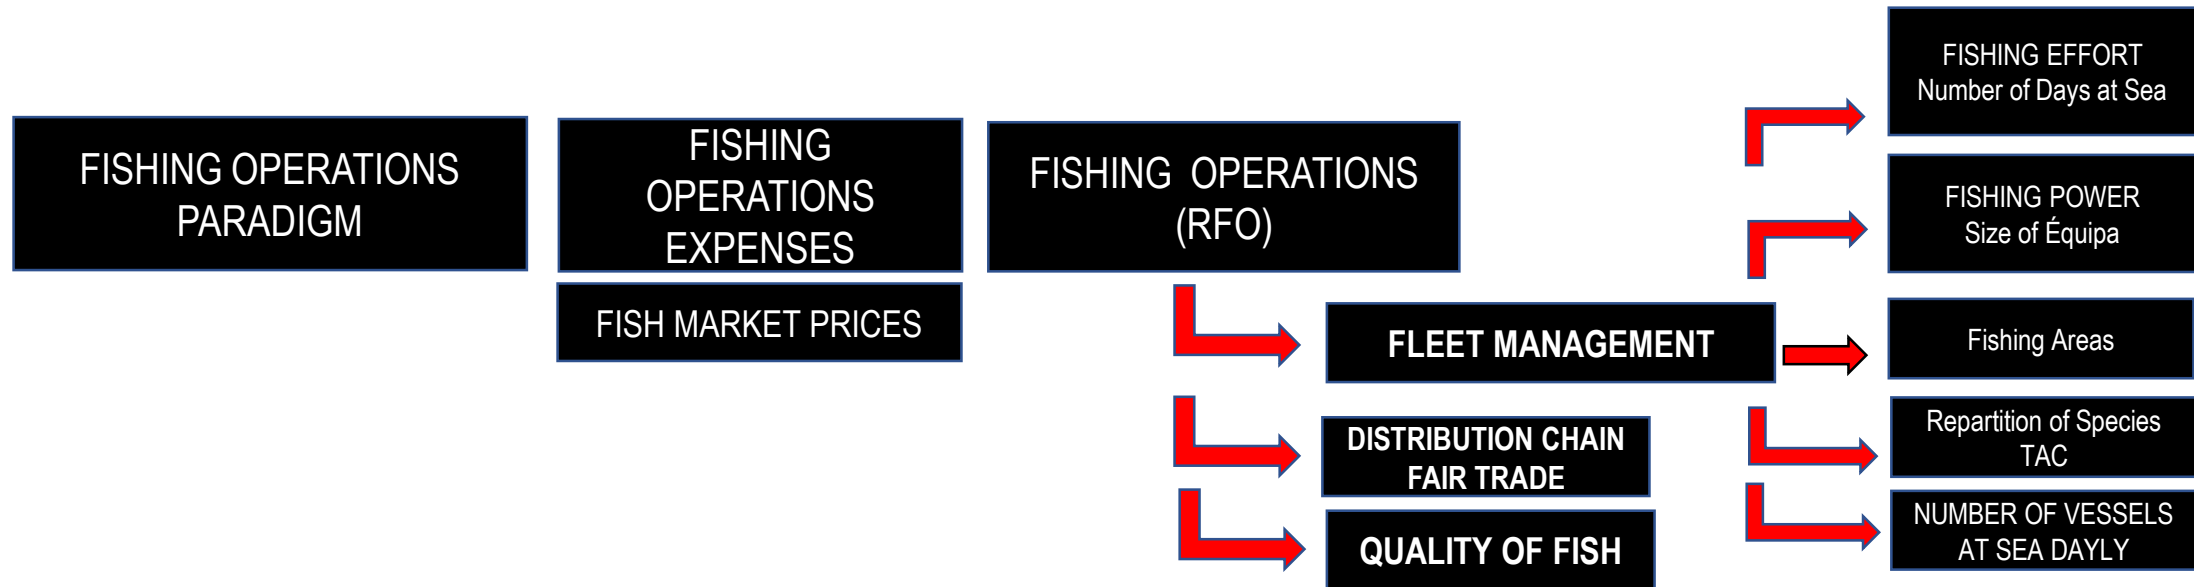 FISHING OPERATIONS
PARADIGM
FISHING
OPERATIONS
EXPENSES
FISH MARKET PRICES
FISHING OPERATIONS
(RFO)
FLEET MANAGEMENT
DISTRIBUTION CHAIN
FAIR TRADE
QUALITY OF FISH
FISHING EFFORT
Number of Days at Sea
FISHING POWER
Size of Équipa
Fishing Areas
Repartition of Species
TAC
NUMBER OF VESSELS
AT SEA DAYLY